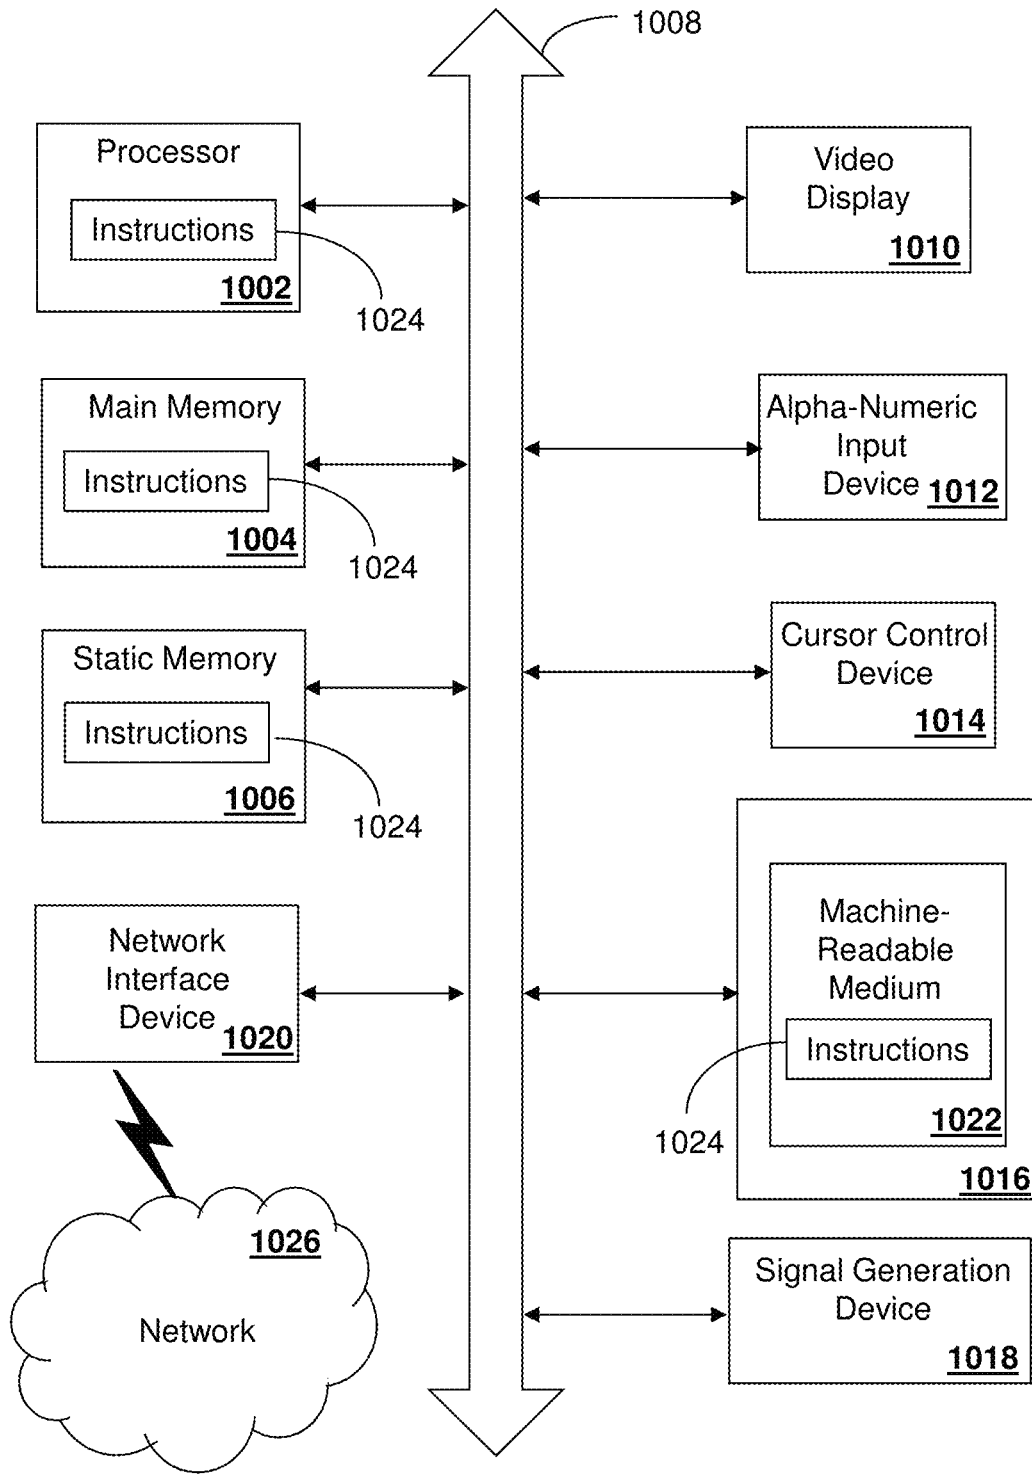 1008
Processor
Instructions
1002
1024
Main Memory
Instructions
1004
1024
Static Memory
Instructions
1006
1024
Network
Interface
Device
1020
1026
Network
Video
Display
1010
Alpha-Numeric
Input
Device
1012
Cursor Control
Device
1014
Machine-
Readable
Medium
Instructions
1024
1022
1016
Signal Generation
Device
1018